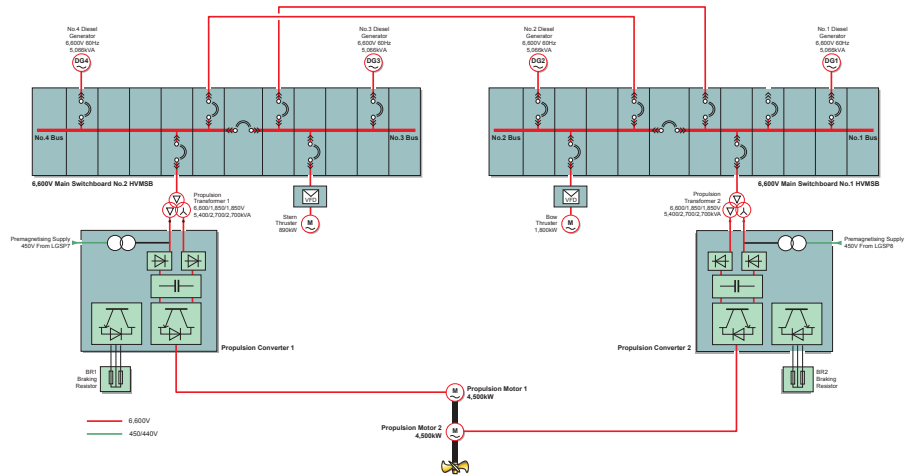 No.4 Diesel
Generator
6,600V 60Hz
5,066kVA
DG4
No.3 Diesel
Generator
6,600V 60Hz
5,066kVA
DG3
No.2 Diesel
Generator
6,600V 60Hz
5,066kVA
DG2
No.1 Diesel
Generator
6,600V 60Hz
5,066kVA
DG1
No.4 Bus
No.3 Bus
No.2 Bus
No.1 Bus
6,600V Main Switchboard No.2 HVMSB
6,600V Main Switchboard No.1 HVMSB
Propulsion
Transformer 1
6,600/1,850/1,850V
5,400/2,700/2,700kVA
VFD
Stern
Thruster
890kW
M
VFD
Bow
Thruster
1,800kW
M
Propulsion
Transformer 2
6,600/1,850/1,850V
5,400/2,700/2,700kVA
Premagnetising Supply
450V From LGSP7
Premagnetising Supply
450V From LGSP8
Propulsion Converter 1
Propulsion Converter 2
BR1
Braking
Resistor
BR2
Braking
Resistor
M
Propulsion Motor 1
4,500kW
Propulsion Motor 2
4,500kW
M
6,600V
450/440V